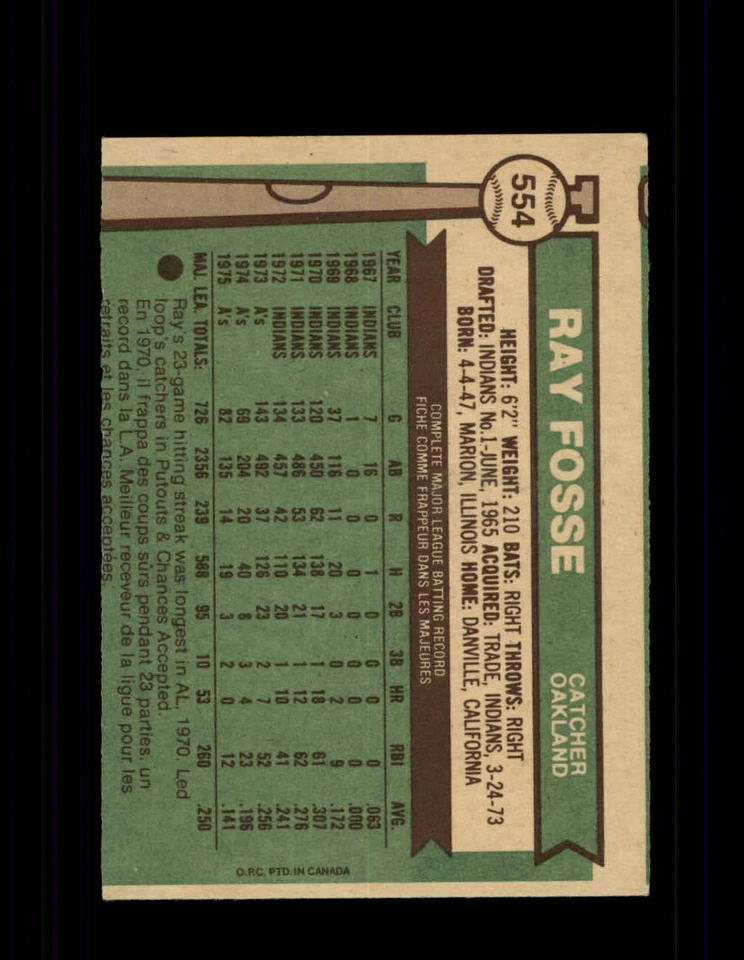 554
RAY FOSSE
CATCHER
OAKLAND
HEIGHT: 6'2" WEIGHT: 210 BATS: RIGHT THROWS: RIGHT
DRAFTED: INDIANS No.1-JUNE, 1965 ACQUIRED: TRADE, INDIANS, 3-24-73
BORN: 4-4-47, MARION, ILLINOIS HOME: DANVILLE, CALIFORNIA
COMPLETE MAJOR LEAGUE BATTING RECORD
FICHE COMME FRAPPEUR DANS LES MAJEURES
YEAR CLUB G AB R H 2B 3B HR RBI AVG.
1967 INDIANS 7 16 0 1 0 0 0 0 .063
1968 INDIANS 1 0 0 0 0 0 0 0 .000
1969 INDIANS 37 116 11 20 3 0 2 9 .172
1970 INDIANS 120 450 62 138 17 1 18 61 .307
1971 INDIANS 133 486 53 134 21 1 12 62 .276
1972 INDIANS 134 457 42 110 20 1 10 41 .241
1973 A's 143 492 37 126 23 2 7 52 .256
1974 A's 69 204 20 40 8 3 4 23 .196
1975 A's 82 135 14 19 3 2 0 12 .141
MAJ. LEA. TOTALS: 726 2356 239 588 95 10 53 260 .250
Ray's 23-game hitting streak was longest in AL, 1970. Led
loop's catchers in Putouts & Chances Accepted.
En 1970, il frappa des coups sûrs pendant 23 parties, un
record dans la L.A. Meilleur receveur de la ligue pour les
retraits et les chances acceptées.
O.P.C. PTD. IN CANADA